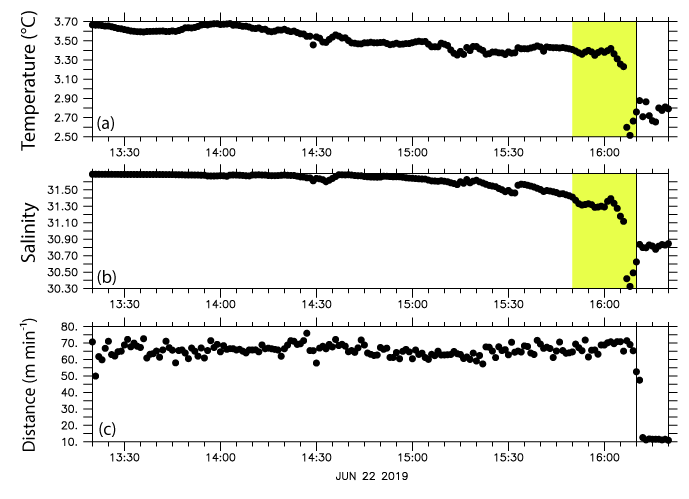 3.70
3.50
3.30
3.10
2.90
2.70
2.50
Temperature (°C)
(a)
13:30 14:00 14:30 15:00 15:30 16:00
31.50
31.30
31.10
30.90
30.70
30.50
30.30
Salinity
(b)
13:30 14:00 14:30 15:00 15:30 16:00
80.
70.
60.
50.
40.
30.
20.
10.
Distance (m min⁻¹)
(c)
13:30 14:00 14:30 15:00 15:30 16:00
JUN 22 2019